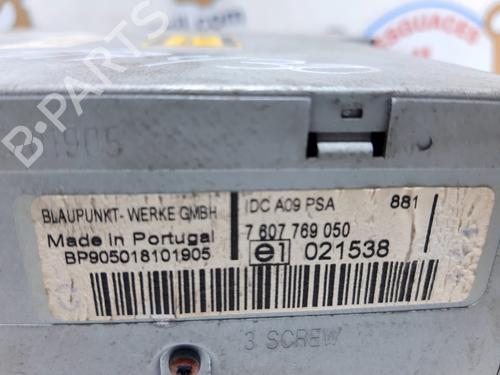 1905
BLAUPUNKT-WERKE GMBH
IDC A09 PSA 881
Made in Portugal
7 607 769 050
BP905018101905
e1 021538
3 SCREW
B-PARTS